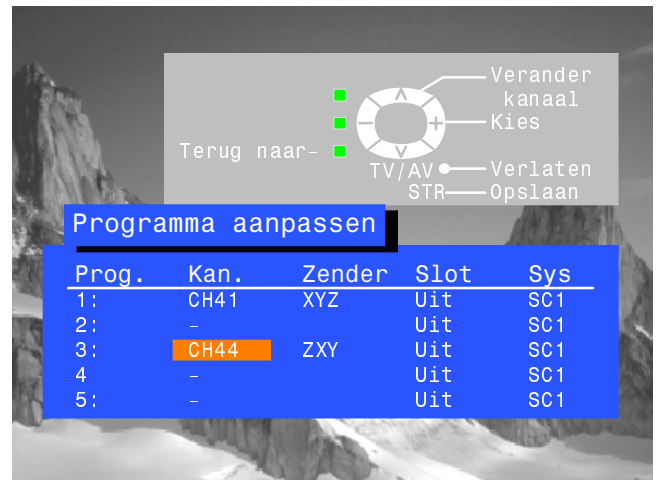 Verander
kanaal
Kies
Terug naar-
TV/AV Verlaten
STR Opslaan
Programma aanpassen
Prog. Kan. Zender Slot Sys
1: CH41 XYZ Uit SC1
2: – Uit SC1
3: CH44 ZXY Uit SC1
4 – Uit SC1
5: – Uit SC1